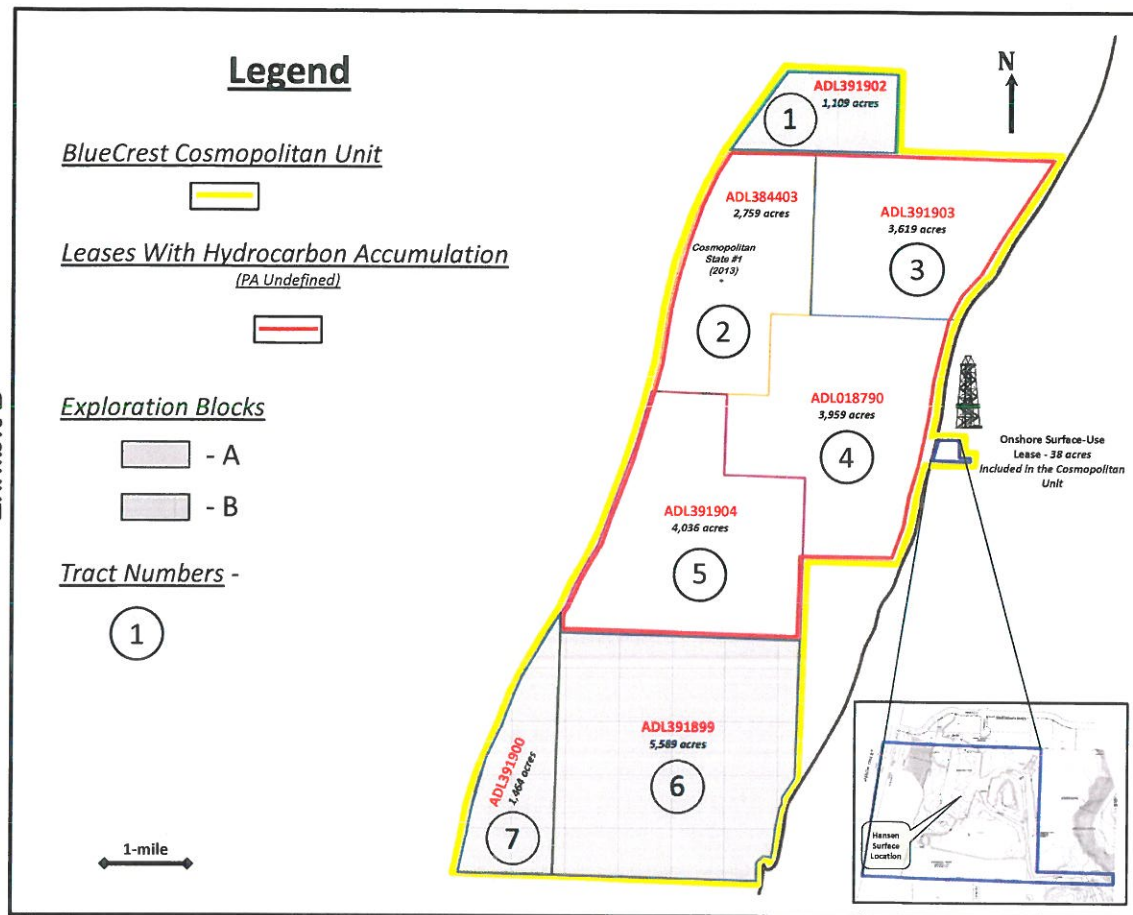 Legend
BlueCrest Cosmopolitan Unit
Leases With Hydrocarbon Accumulation
(PA Undefined)
Exploration Blocks
- A
- B
Tract Numbers -
1
1-mile
N
ADL391902
1,109 acres
1
ADL384403
2,759 acres
Cosmopolitan
State #1
(2013)
2
ADL391903
3,619 acres
3
ADL018790
3,959 acres
4
Onshore Surface-Use
Lease - 38 acres
Included in the Cosmopolitan
Unit
ADL391904
4,036 acres
5
ADL391899
5,589 acres
6
ADL391900
1,464 acres
7
Hansen
Surface
Location